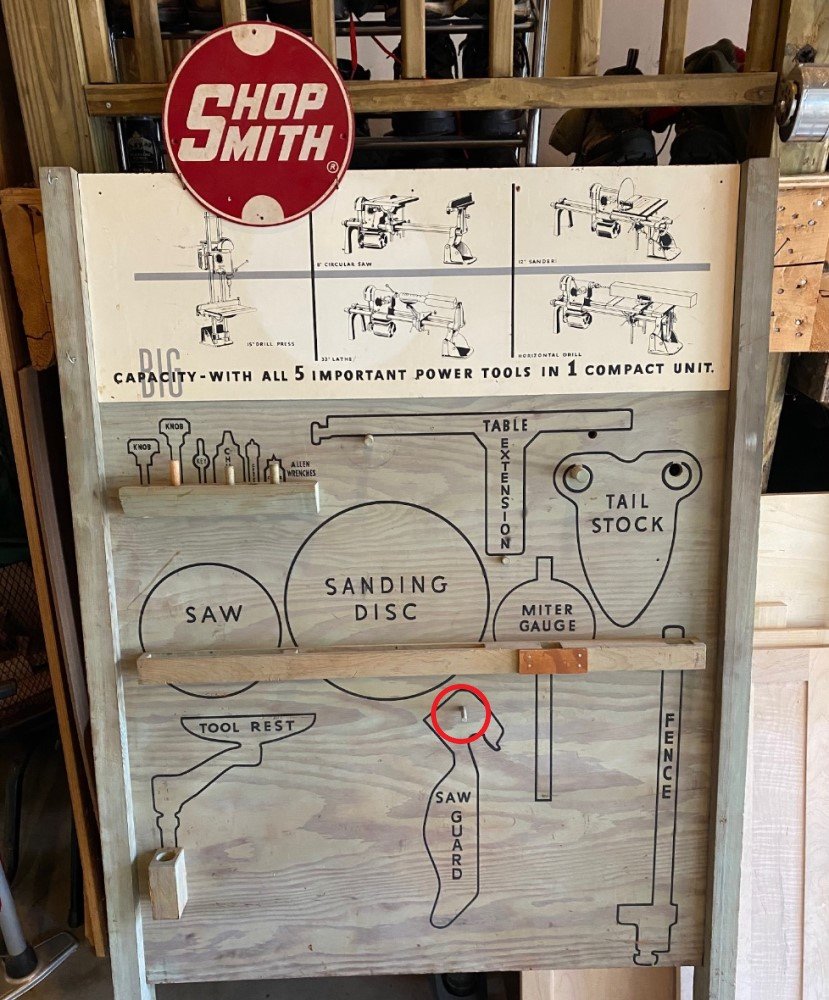 SHOP
SMITH
®
8" CIRCULAR SAW
12" SANDER
15" DRILL PRESS
33" LATHE
HORIZONTAL DRILL
BIG
CAPACITY-WITH ALL 5 IMPORTANT POWER TOOLS IN 1 COMPACT UNIT.
KNOB
KNOB
KEY
ALLEN
WRENCHES
TABLE
EXTENSION
TAIL
STOCK
SANDING
DISC
SAW
MITER
GAUGE
TOOL REST
FENCE
SAW
GUARD